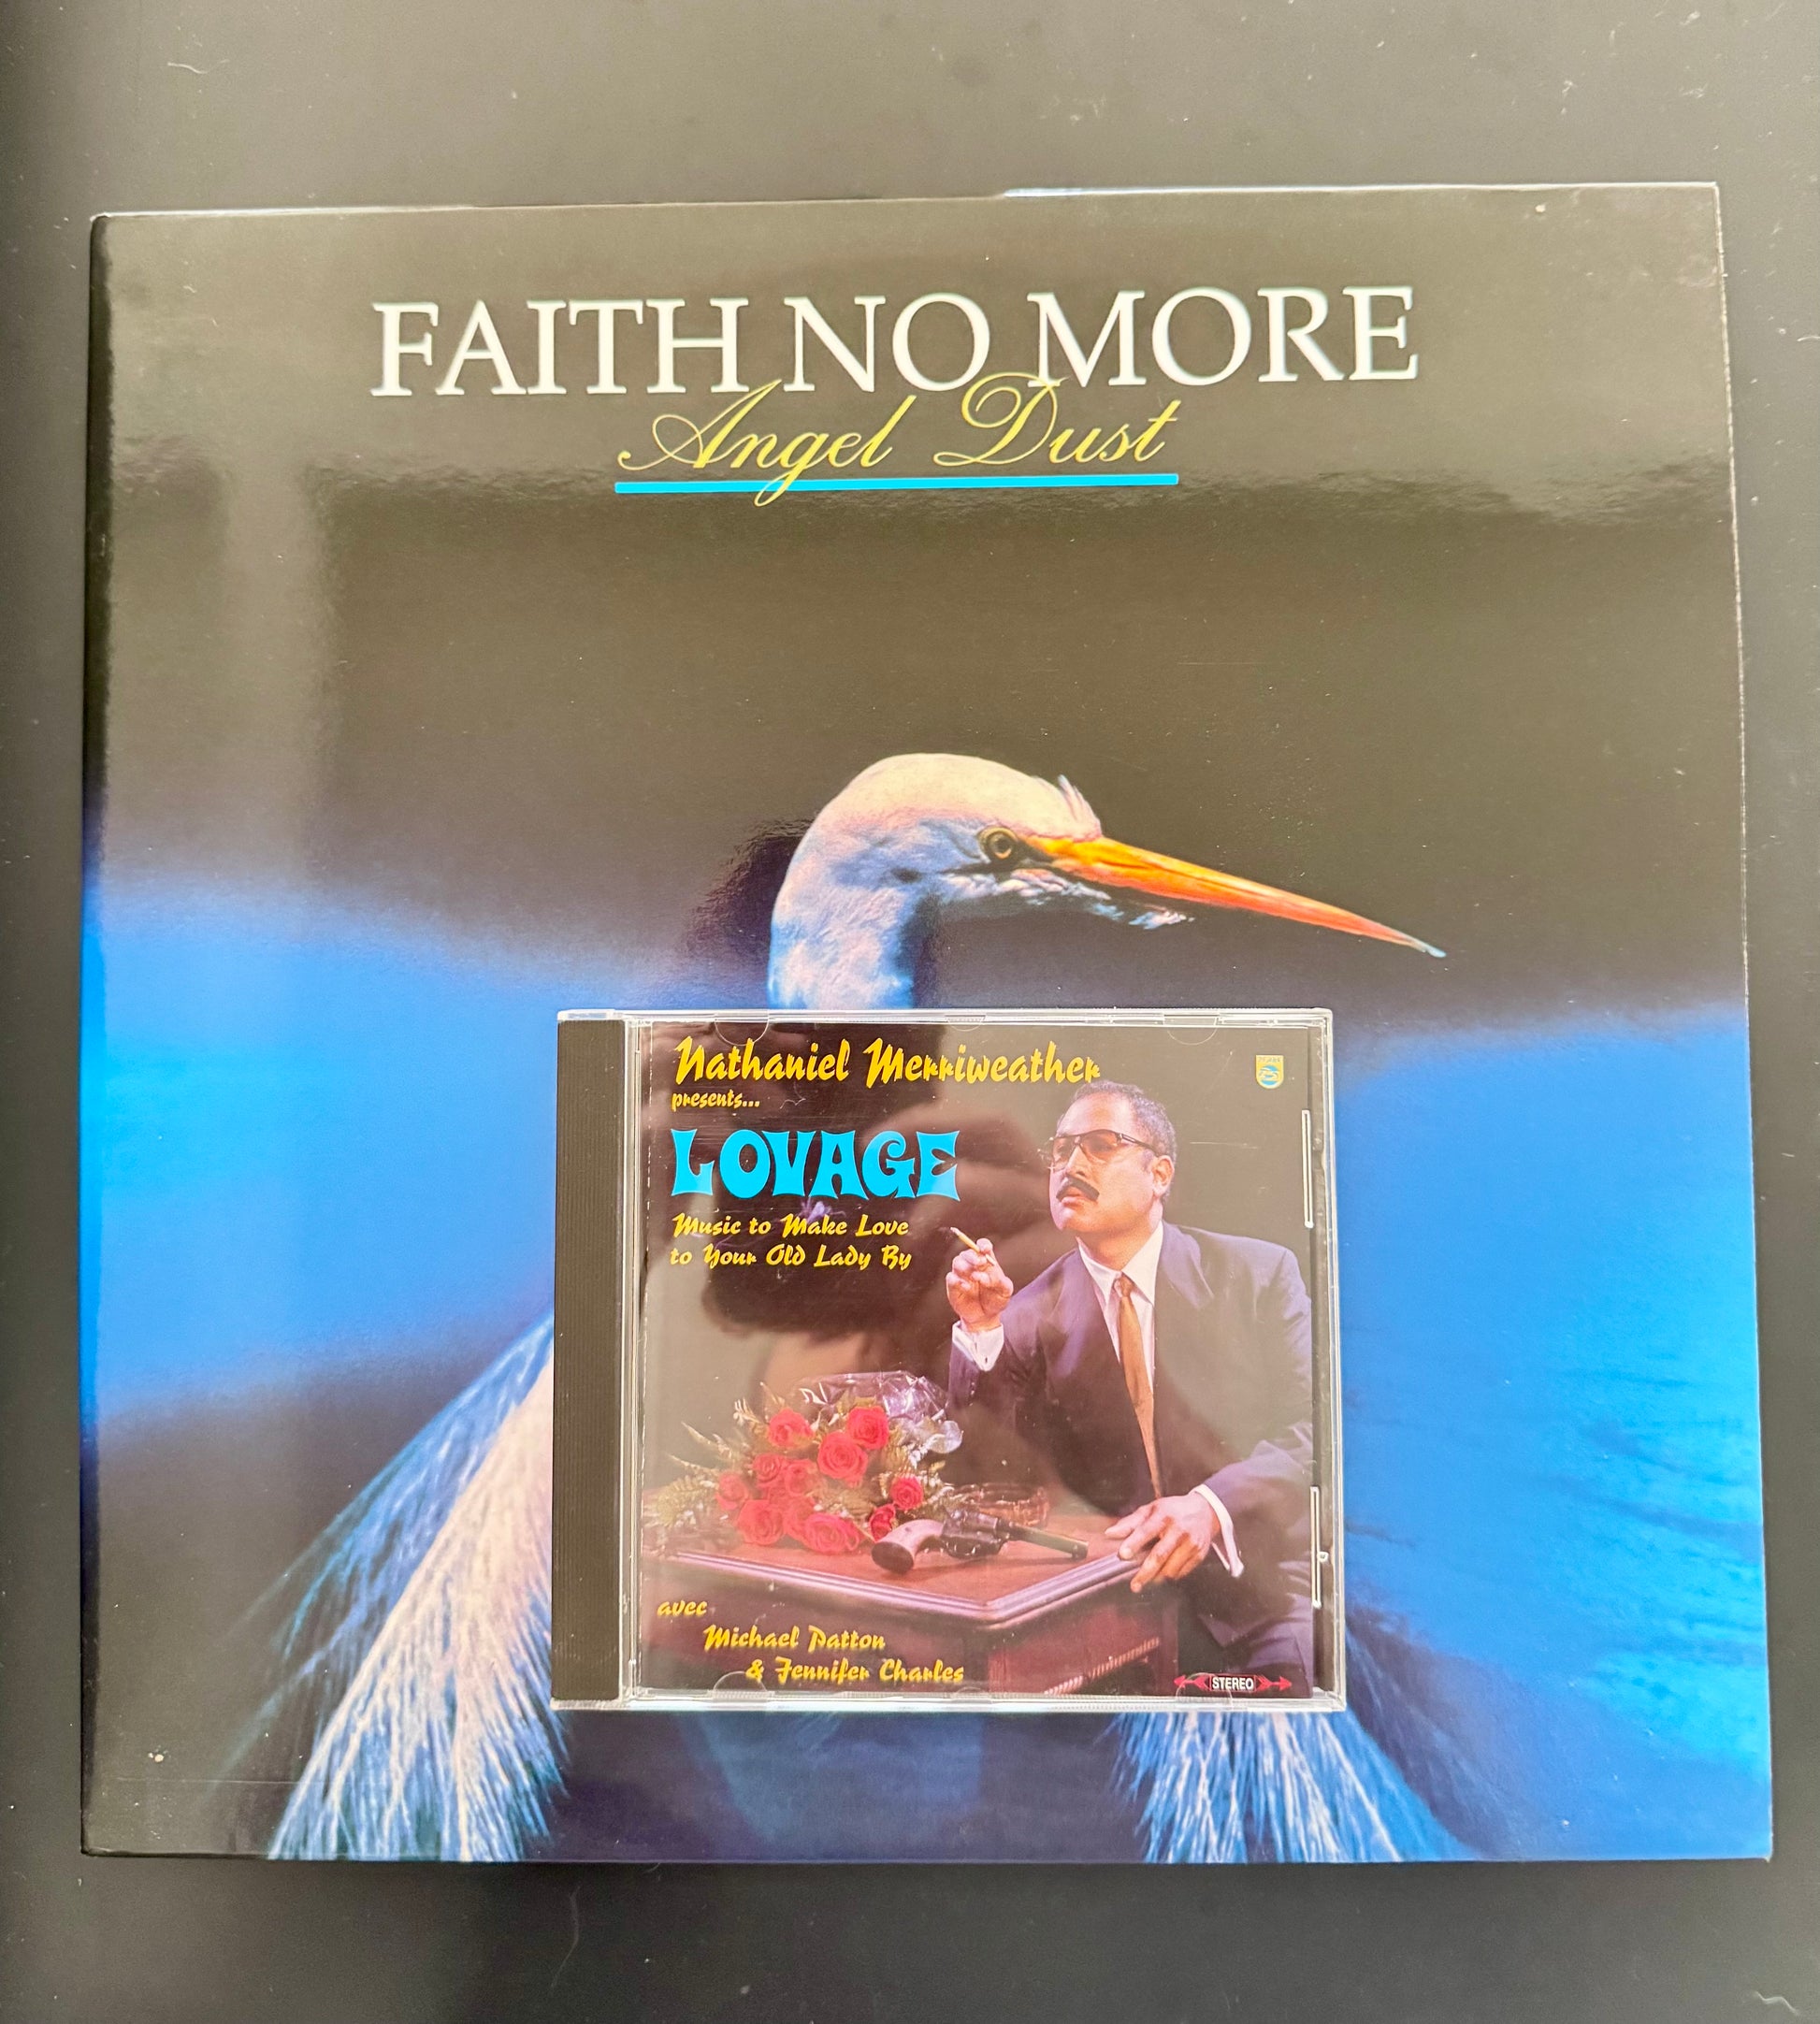 FAITH NO MORE
Angel Dust
Nathaniel Merriweather
presents...
LOVAGE
Music to Make Love
to Your Old Lady By
avec
Michael Patton
& Jennifer Charles
STEREO